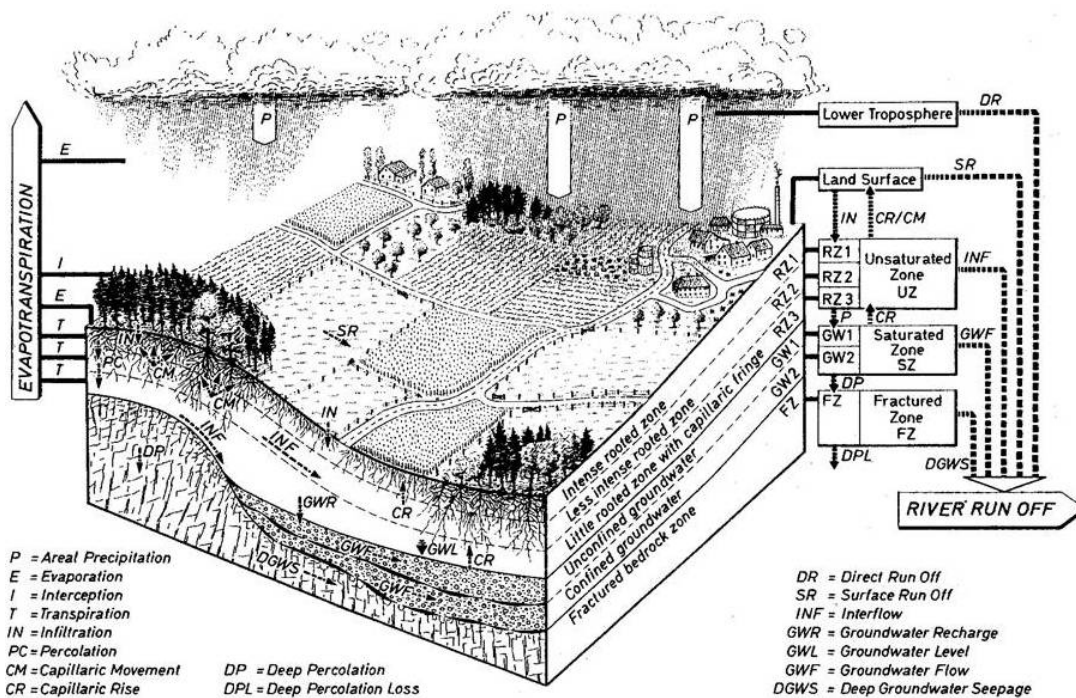 P
P
P
DR
Lower Troposphere
E
SR
Land Surface
IN
CR/CM
EVAPOTRANSPIRATION
RZ1
RZ2
RZ3
Unsaturated
Zone
UZ
INF
I
E
T
T
T
P
CR
GW1
GW2
Saturated
Zone
SZ
GWF
DP
FZ
Fractured
Zone
FZ
DPL
DGWS
RIVER RUN OFF
RZ1
RZ2
RZ3
GW1
GW2
FZ
Intense rooted zone
Less intense rooted zone
Little rooted zone with capillaric fringe
Unconfined groundwater
Confined groundwater
Fractured bedrock zone
SR
IN
PC
CM
CM
IN
INF
INF
DP
GWR
CR
GWF
GWL
CR
DGWS
GWF
P = Areal Precipitation
E = Evaporation
I = Interception
T = Transpiration
IN = Infiltration
PC = Percolation
CM = Capillaric Movement
CR = Capillaric Rise
DP = Deep Percolation
DPL = Deep Percolation Loss
DR = Direct Run Off
SR = Surface Run Off
INF = Interflow
GWR = Groundwater Recharge
GWL = Groundwater Level
GWF = Groundwater Flow
DGWS = Deep Groundwater Seepage